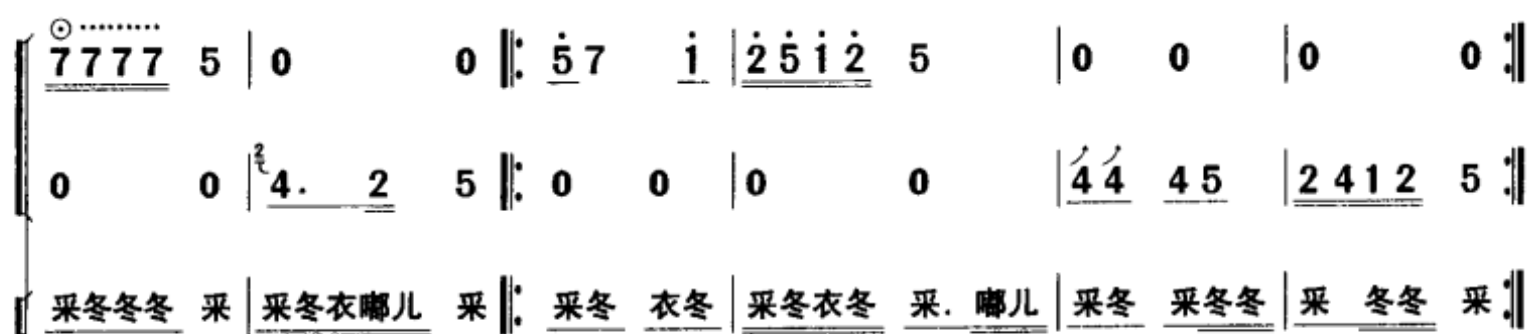 7777 5 | 0 0 ‖: 57 1 | 2512 5 | 0 0 | 0 0 :‖
0 0 | 2 4. 2 5 ‖: 0 0 | 0 0 | 44 45 | 2412 5 :‖
采冬冬冬 采 | 采冬衣嘟儿 采 ‖: 采冬 衣冬 | 采冬衣冬 采. 嘟儿 | 采冬 采冬冬 | 采 冬冬 采 :‖